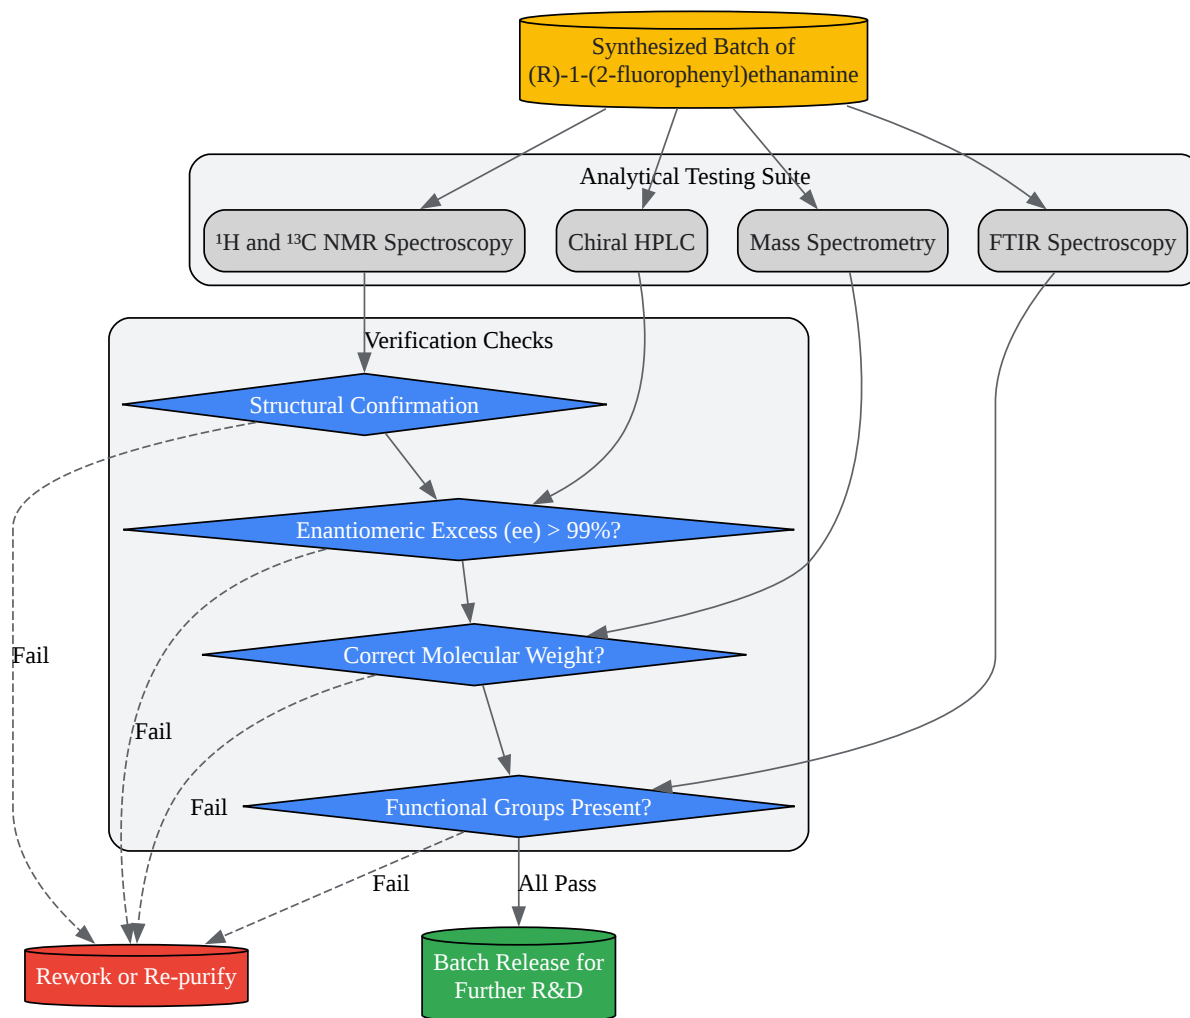 Synthesized Batch of
(R)-1-(2-fluorophenyl)ethanamine
Analytical Testing Suite
¹H and ¹³C NMR Spectroscopy
Chiral HPLC
Mass Spectrometry
FTIR Spectroscopy
Verification Checks
Structural Confirmation
Enantiomeric Excess (ee) > 99%?
Correct Molecular Weight?
Fail
Fail
Fail
Functional Groups Present?
Fail
All Pass
Rework or Re-purify
Batch Release for
Further R&D